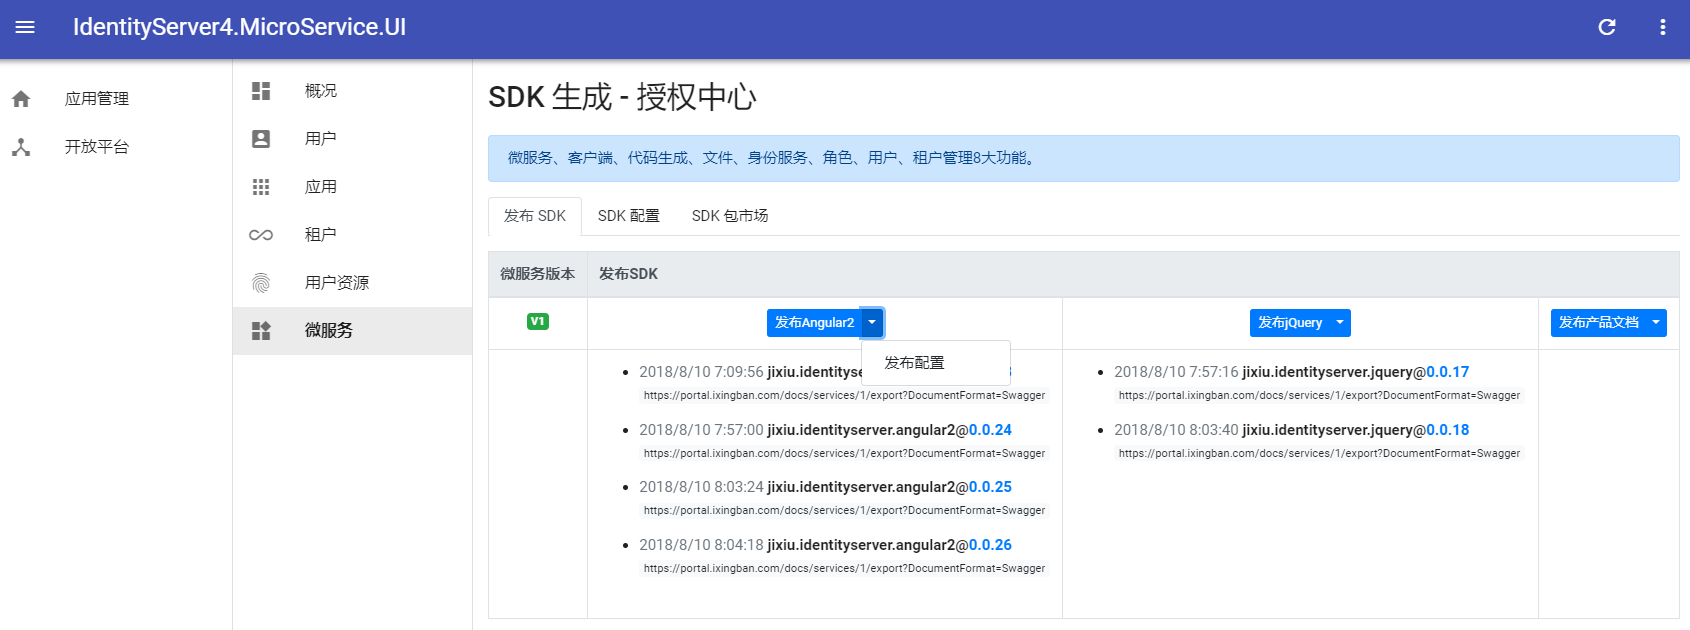 IdentityServer4.MicroService.UI
应用管理
开放平台
概况
用户
应用
租户
用户资源
微服务
SDK 生成 - 授权中心
微服务、客户端、代码生成、文件、身份服务、角色、用户、租户管理8大功能。
发布 SDK
SDK 配置
SDK 包市场
微服务版本
发布SDK
V1
发布Angular2
发布jQuery
发布产品文档
发布配置
2018/8/10 7:09:56 jixiu.identityse
https://portal.ixingban.com/docs/services/1/export?DocumentFormat=Swagger
2018/8/10 7:57:00 jixiu.identityserver.angular2@0.0.24
https://portal.ixingban.com/docs/services/1/export?DocumentFormat=Swagger
2018/8/10 8:03:24 jixiu.identityserver.angular2@0.0.25
https://portal.ixingban.com/docs/services/1/export?DocumentFormat=Swagger
2018/8/10 8:04:18 jixiu.identityserver.angular2@0.0.26
https://portal.ixingban.com/docs/services/1/export?DocumentFormat=Swagger
2018/8/10 7:57:16 jixiu.identityserver.jquery@0.0.17
https://portal.ixingban.com/docs/services/1/export?DocumentFormat=Swagger
2018/8/10 8:03:40 jixiu.identityserver.jquery@0.0.18
https://portal.ixingban.com/docs/services/1/export?DocumentFormat=Swagger